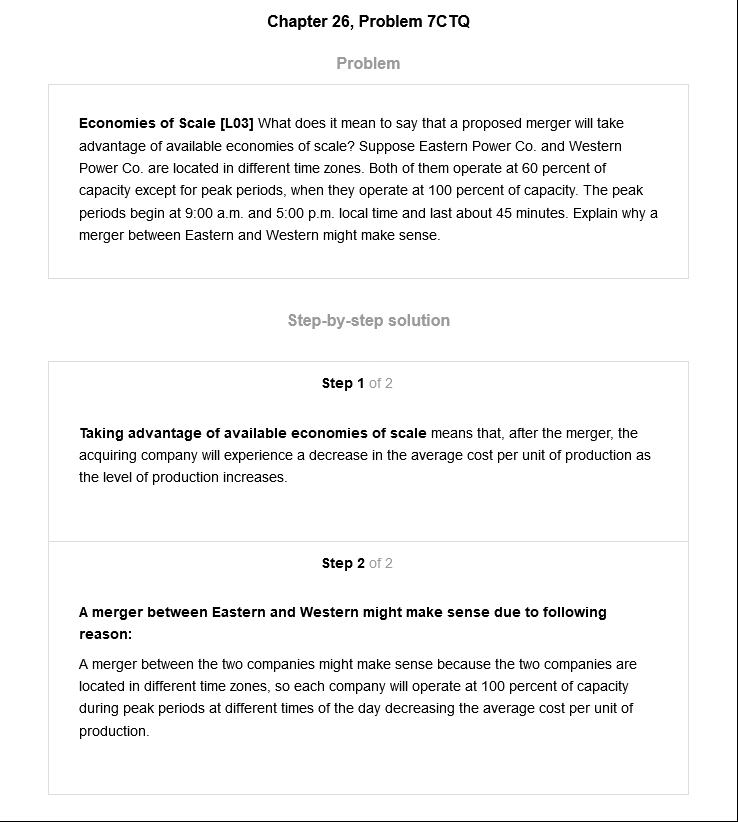 Chapter 26, Problem 7CTQ
Problem
Economies of Scale [L03] What does it mean to say that a proposed merger will take
advantage of available economies of scale? Suppose Eastern Power Co. and Western
Power Co. are located in different time zones. Both of them operate at 60 percent of
capacity except for peak periods, when they operate at 100 percent of capacity. The peak
periods begin at 9:00 a.m. and 5:00 p.m. local time and last about 45 minutes. Explain why a
merger between Eastern and Western might make sense.
Step-by-step solution
Step 1 of 2
Taking advantage of available economies of scale means that, after the merger, the
acquiring company will experience a decrease in the average cost per unit of production as
the level of production increases.
Step 2 of 2
A merger between Eastern and Western might make sense due to following
reason:
A merger between the two companies might make sense because the two companies are
located in different time zones, so each company will operate at 100 percent of capacity
during peak periods at different times of the day decreasing the average cost per unit of
production.